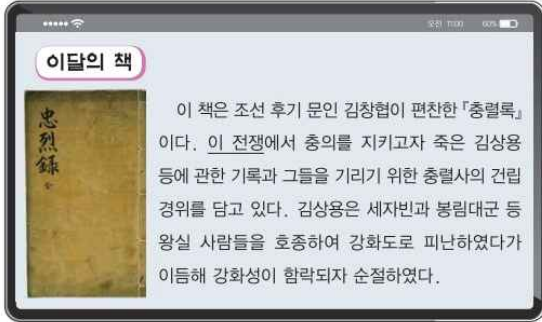 오전 11:00 60%
이달의 책
忠烈錄
이 책은 조선 후기 문인 김창협이 편찬한 『충렬록』
이다. 이 전쟁에서 충의를 지키고자 죽은 김상용
등에 관한 기록과 그들을 기리기 위한 충렬사의 건립
경위를 담고 있다. 김상용은 세자빈과 봉림대군 등
왕실 사람들을 호종하여 강화도로 피난하였다가
이듬해 강화성이 함락되자 순절하였다.